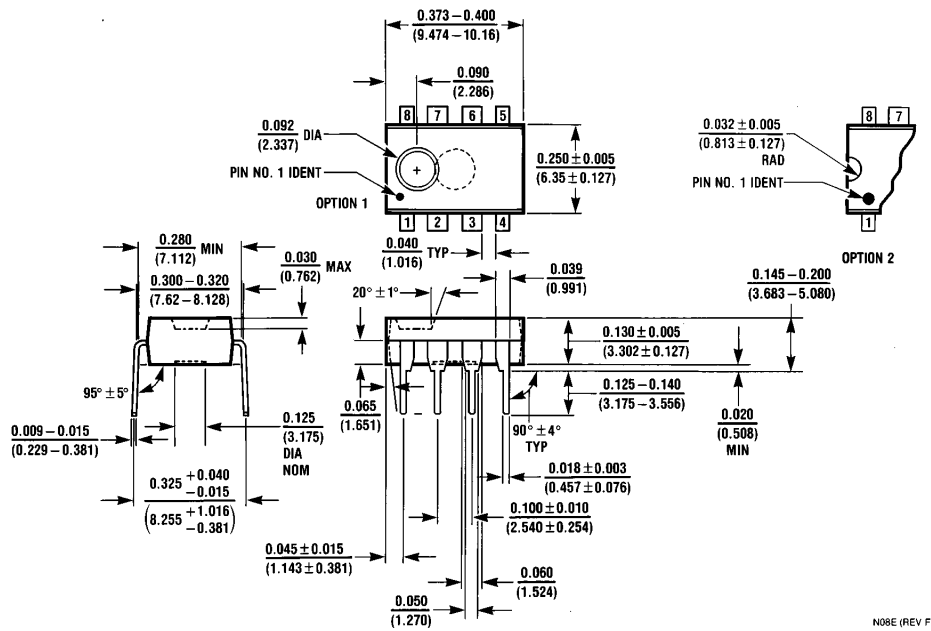 0.373 – 0.400
(9.474 – 10.16)
0.090
(2.286)
8 7 6 5
0.092 DIA
(2.337)
PIN NO. 1 IDENT
OPTION 1
+
0.250 ± 0.005
(6.35 ± 0.127)
1 2 3 4
8 7
0.032 ± 0.005
(0.813 ± 0.127)
RAD
PIN NO. 1 IDENT
1
OPTION 2
0.280 MIN
(7.112)
0.030 MAX
(0.762)
0.300 – 0.320
(7.62 – 8.128)
0.040 TYP
(1.016)
0.039
(0.991)
20° ± 1°
0.145 – 0.200
(3.683 – 5.080)
0.130 ± 0.005
(3.302 ± 0.127)
95° ± 5°
0.065
(1.651)
0.125 – 0.140
(3.175 – 3.556)
0.020
(0.508)
MIN
90° ± 4°
TYP
0.009 – 0.015
(0.229 – 0.381)
0.125
(3.175)
DIA
NOM
0.018 ± 0.003
(0.457 ± 0.076)
0.325 +0.040
–0.015
(8.255 +1.016
–0.381)
0.100 ± 0.010
(2.540 ± 0.254)
0.045 ± 0.015
(1.143 ± 0.381)
0.060
(1.524)
0.050
(1.270)
N08E (REV F